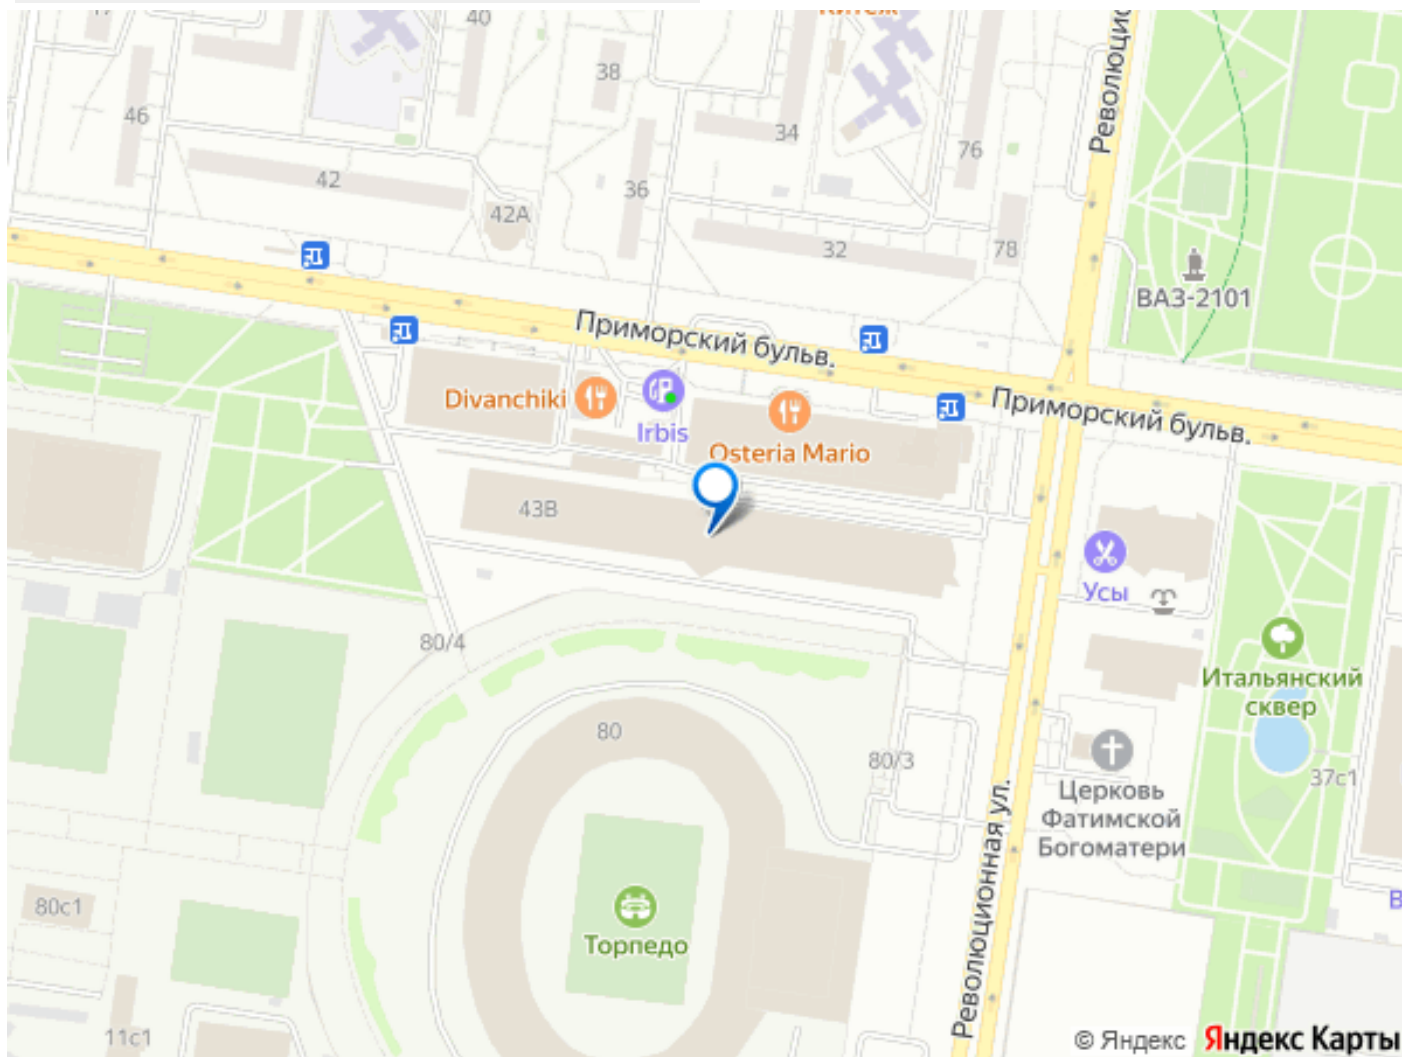 40
38
46
34
76
42
36
42А
32
78
Революцио
ВАЗ-2101
Приморский бульв.
Divanchiki
Irbis
Приморский бульв.
Osteria Mario
43В
Усы
80/4
Итальянский
сквер
80
80/3
37с1
Церковь
Фатимской
Богоматери
Революционная ул.
80с1
В
Торпедо
11с1
© Яндекс
Яндекс Карты